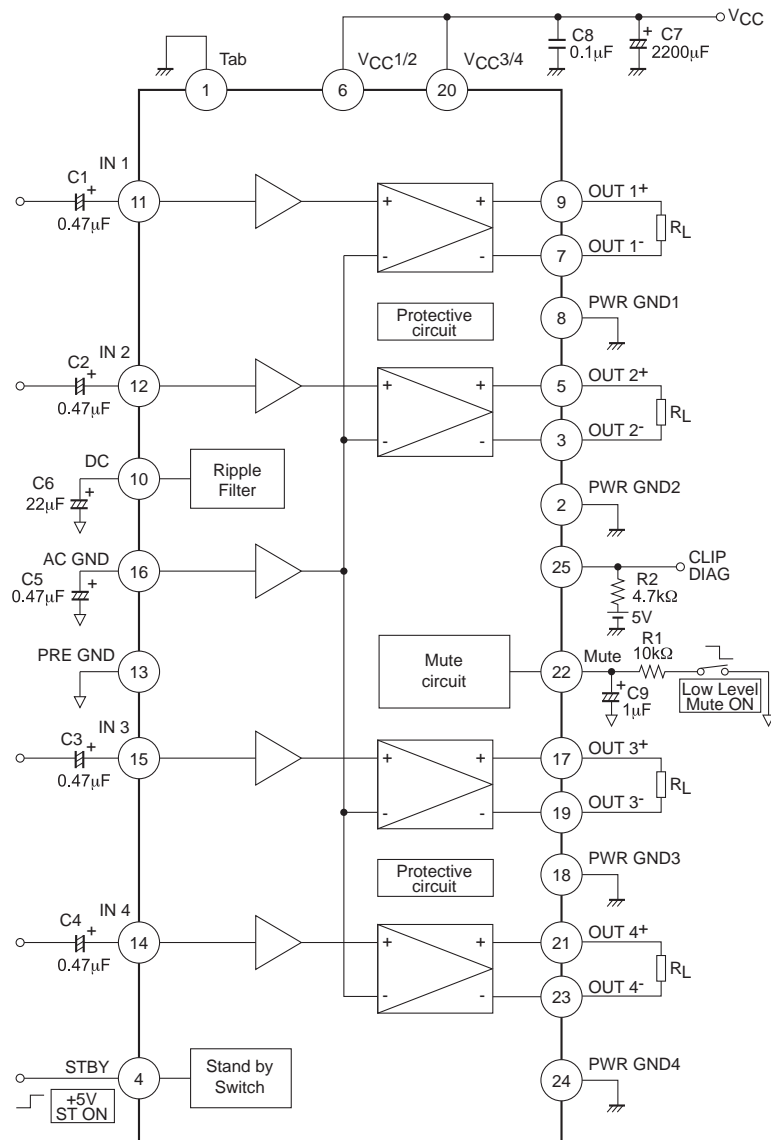 VCC
C8
0.1μF
+ C7
2200μF
Tab
VCC1/2
VCC3/4
1
6
20
IN 1
C1 +
0.47μF
11
+ +
- -
9
OUT 1+
7
OUT 1-
RL
Protective
circuit
8
PWR GND1
IN 2
C2 +
0.47μF
12
+ +
- -
5
OUT 2+
3
OUT 2-
RL
DC
C6 +
22μF
10
Ripple
Filter
2
PWR GND2
AC GND
C5 +
0.47μF
16
25
CLIP
DIAG
R2
4.7kΩ
5V
PRE GND
13
Mute
circuit
22
Mute
R1
10kΩ
+ C9
1μF
Low Level
Mute ON
IN 3
C3 +
0.47μF
15
+ +
- -
17
OUT 3+
19
OUT 3-
RL
Protective
circuit
18
PWR GND3
IN 4
C4 +
0.47μF
14
+ +
- -
21
OUT 4+
23
OUT 4-
RL
STBY
+5V
ST ON
4
Stand by
Switch
24
PWR GND4